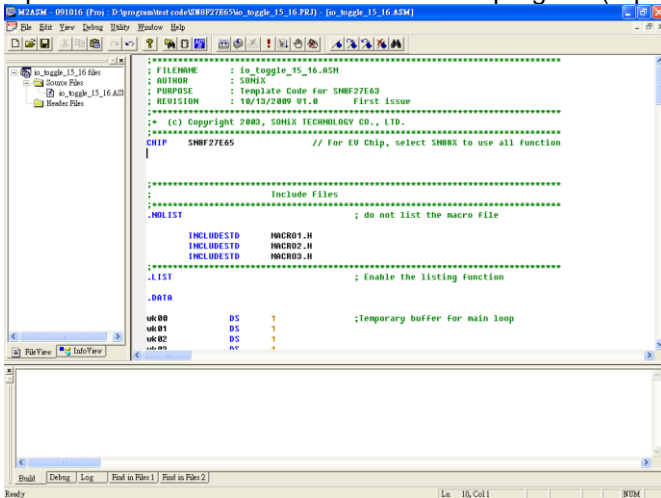 M2ASM - 091016 (Proj : D:\program\test code\SN8F27E65\io_toggle_15_16.PRJ) - [io_toggle_15_16.ASM]
File Edit View Debug Utility Window Help
io_toggle_15_16 files
Source Files
io_toggle_15_16.AS
Header Files
;*******************************************************************************
; FILENAME : io_toggle_15_16.ASM
; AUTHOR : SONiX
; PURPOSE : Template Code for SN8F27E63
; REVISION : 10/13/2009 V1.0 First issue
;*******************************************************************************
;* (c) Copyright 2003, SONiX TECHNOLOGY CO., LTD.
;*******************************************************************************
CHIP SN8F27E65 // For EV Chip, select SN88X to use all function
;*******************************************************************************
; Include Files
;*******************************************************************************
.NOLIST ; do not list the macro file
INCLUDESTD MACRO1.H
INCLUDESTD MACRO2.H
INCLUDESTD MACRO3.H
;*******************************************************************************
.LIST ; Enable the listing function
.DATA
wk00 DS 1 ;Temporary buffer for main loop
wk01 DS 1
wk02 DS 1
wk03 DS 1
FileView InfoView
Build Debug Log Find in Files 1 Find in Files 2
Ready Ln 10, Col 1 NUM